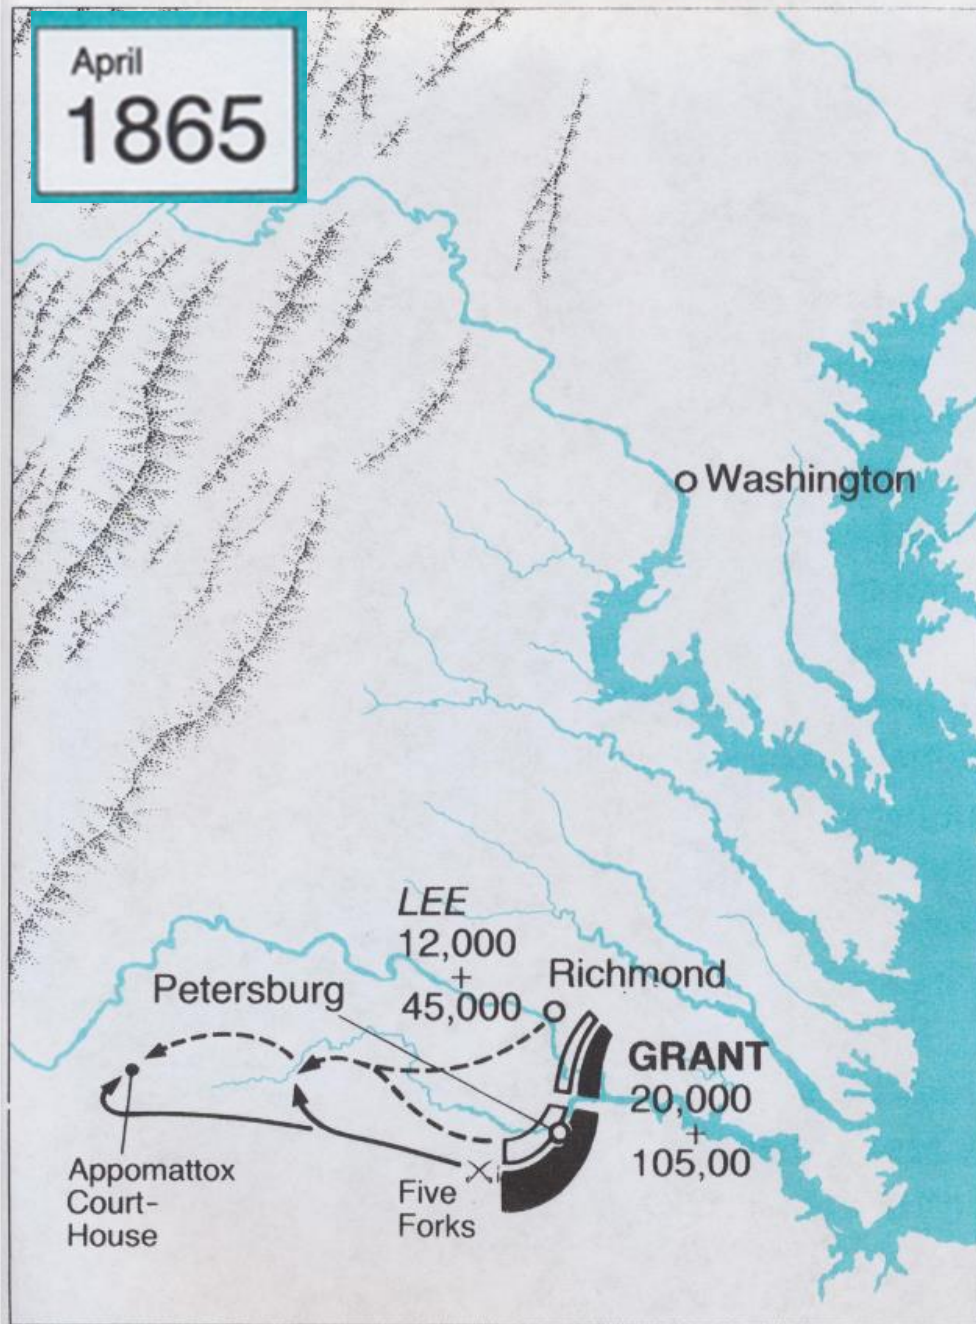 April
1865
Washington
LEE
12,000
+
45,000
Petersburg
Richmond
GRANT
20,000
+
105,00
Appomattox
Court-
House
Five
Forks